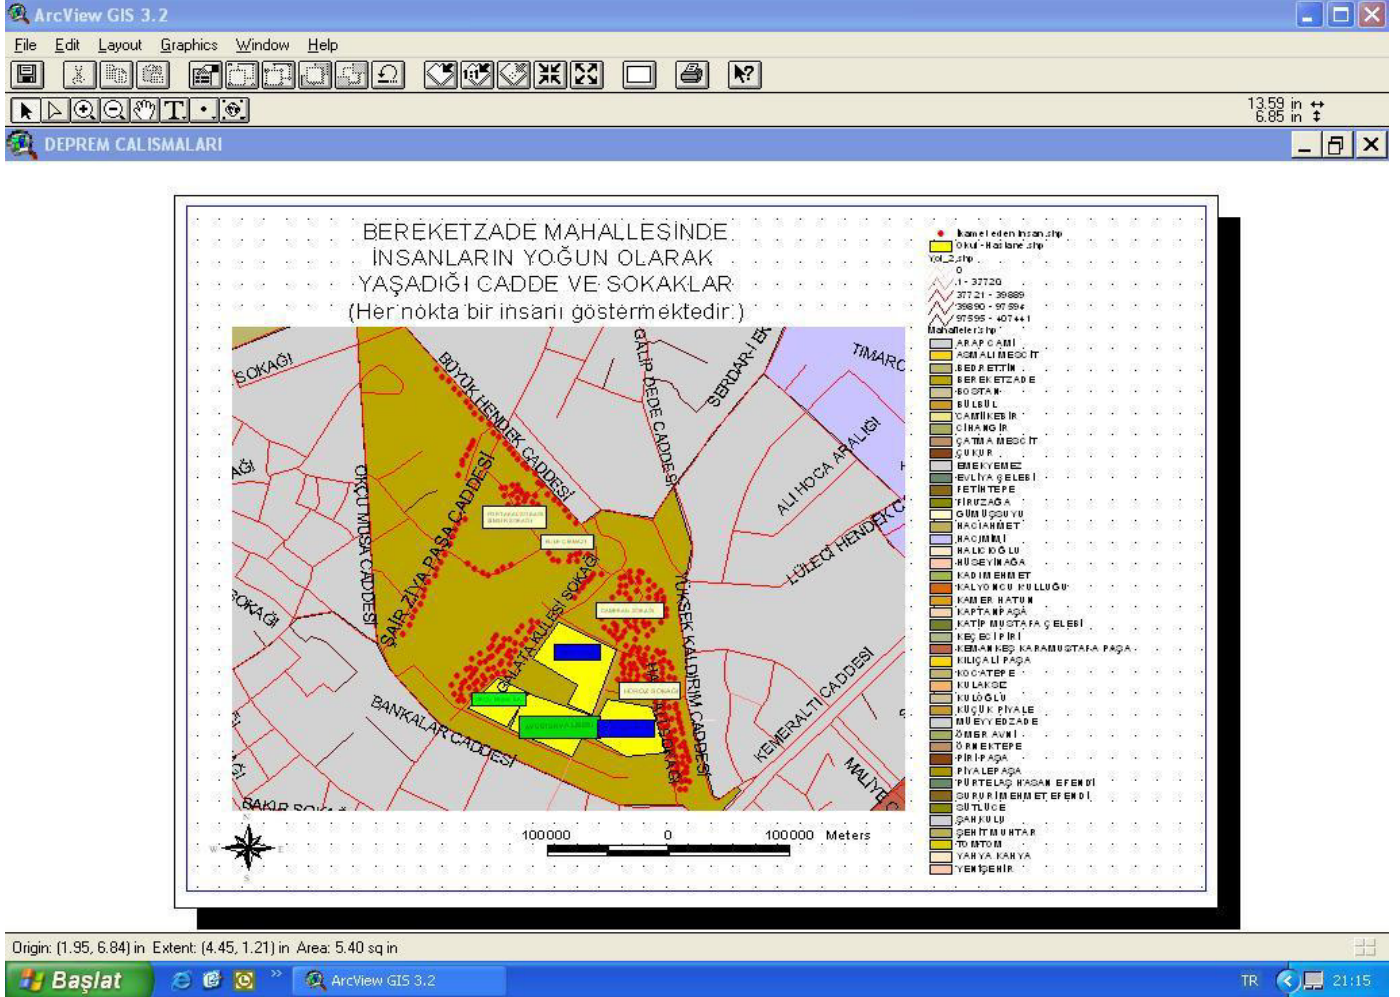 ArcView GIS 3.2
File Edit Layout Graphics Window Help
13.59 in
6.85 in
DEPREM CALISMALARI
BEREKETZADE MAHALLESİNDE
İNSANLARIN YOĞUN OLARAK
YAŞADIĞI CADDE VE SOKAKLAR
(Her nokta bir insanı göstermektedir.)
İkamet eden insan.shp
Okul - Hastane.shp
Yol_2.shp
0
1 - 37720
37721 - 39889
39890 - 97594
97595 - 407441
Mahalleler.shp
ARAP CAMİ
ASMALI MESCİT
BEDRETTİN
BEREKETZADE
BOSTAN
BÜLBÜL
CAMİİKEBİR
CİHANGİR
ÇATMA MESCİT
ÇUKUR
EMEKYEMEZ
EVLİYA ÇELEBİ
FETİHTEPE
FİRUZAĞA
GÜMÜŞSUYU
HACIAHMET
HACIMİMİ
HALICIOĞLU
HÜSEYİNAĞA
KADIMEHMET
KALYONCU KULLUĞU
KAMER HATUN
KAPTANPAŞA
KATİP MUSTAFA ÇELEBİ
KEÇECİ PİRİ
KEMANKEŞ KARAMUSTAFA PAŞA
KILIÇALİ PAŞA
KOCATEPE
KULAKSIZ
KULOĞLU
KÜÇÜK PİYALE
MÜEYYEDZADE
ÖMER AVNİ
ÖRNEKTEPE
PİRİPAŞA
PİYALEPAŞA
PÜRTELAŞ HASAN EFENDİ
SURURİ MEHMET EFENDİ
SÜTLÜCE
ŞAHKULU
ŞEHİT MUHTAR
TOMTOM
YAHYA KAHYA
YENİŞEHİR
SOKAĞI
BÜYÜK HENDEK CADDESİ
GALİP DEDE CADDESİ
SERDAR-I EK
TIMARC
AĞI
OKÇU MUSA CADDESİ
ŞAİR ZİYA PAŞA CADDESİ
ALİ HOCA ARALIĞI
LÜLECİ HENDEK C
SOKAĞI
GALATA KULESİ SOKAĞI
YÜKSEK KALDIRIM CADDESİ
HOROZ SOKAĞI
BANKALAR CADDESİ
KEMERALTI CADDESİ
MALİYE C
AĞI
N
W E
S
100000 0 100000 Meters
Origin: (1.95, 6.84) in Extent: (4.45, 1.21) in Area: 5.40 sq in
Başlat ArcView GIS 3.2 TR 21:15